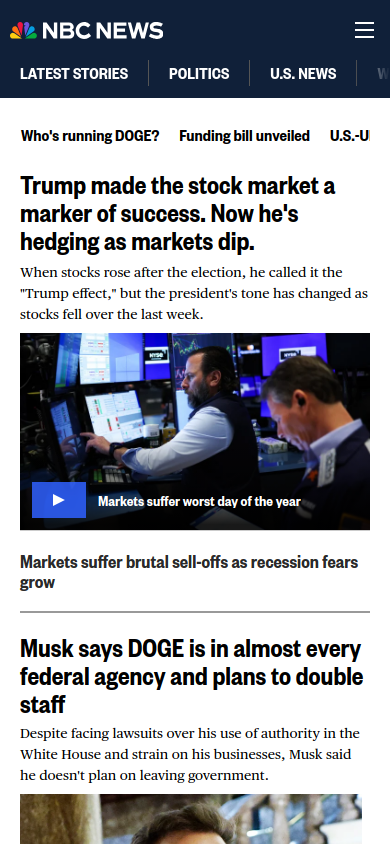 NBC NEWS
LATEST STORIES POLITICS U.S. NEWS
Who's running DOGE? Funding bill unveiled U.S.-U
Trump made the stock market a
marker of success. Now he's
hedging as markets dip.
When stocks rose after the election, he called it the
"Trump effect," but the president's tone has changed as
stocks fell over the last week.
NYSE
Markets suffer worst day of the year
Markets suffer brutal sell-offs as recession fears
grow
Musk says DOGE is in almost every
federal agency and plans to double
staff
Despite facing lawsuits over his use of authority in the
White House and strain on his businesses, Musk said
he doesn't plan on leaving government.